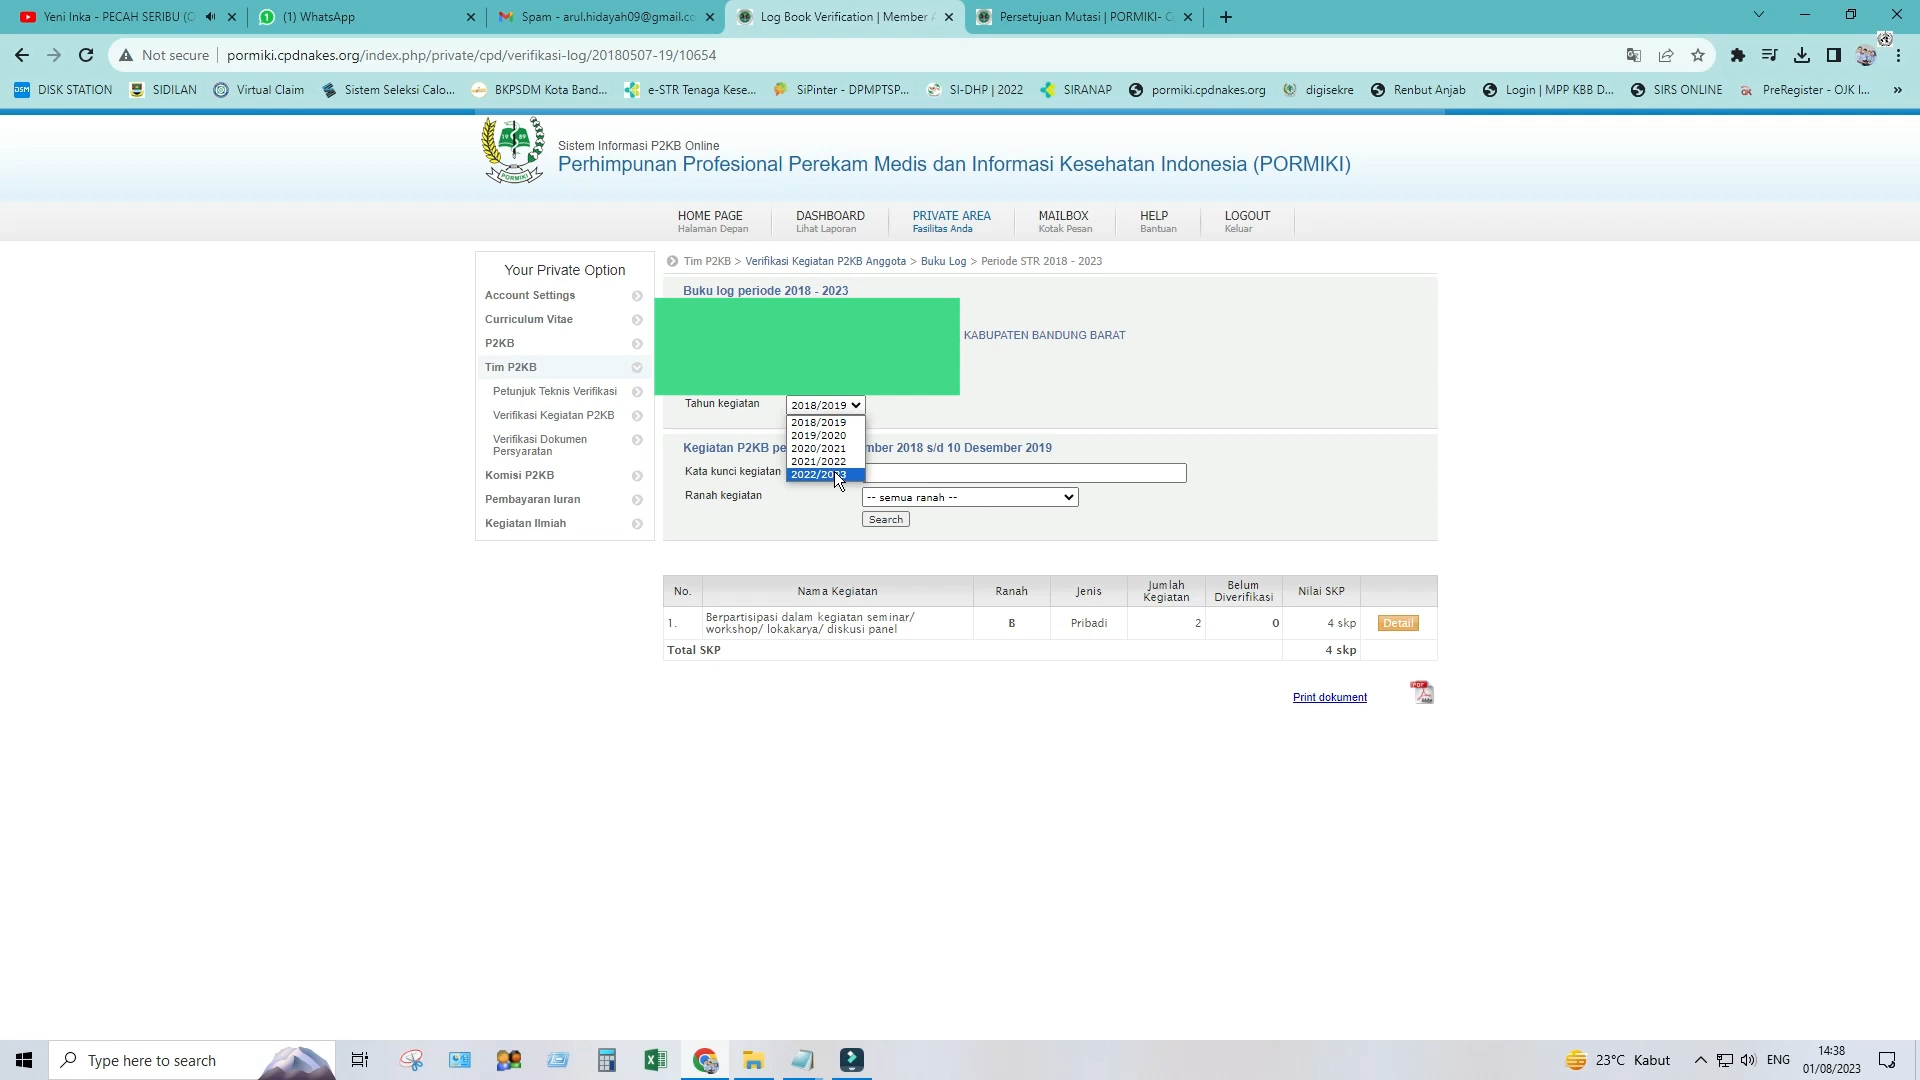 Yeni Inka - PECAH SERIBU (O
(1) WhatsApp
Spam - arul.hidayah09@gmail.co
Log Book Verification | Member A
Persetujuan Mutasi | PORMIKI- C
Not secure
pormiki.cpdnakes.org/index.php/private/cpd/verifikasi-log/20180507-19/10654
DISK STATION
SIDILAN
Virtual Claim
Sistem Seleksi Calo...
BKPSDM Kota Band...
e-STR Tenaga Kese...
SiPinter - DPMPTSP...
SI-DHP | 2022
SIRANAP
pormiki.cpdnakes.org
digisekre
Renbut Anjab
Login | MPP KBB D...
SIRS ONLINE
PreRegister - OJK I...
»
Sistem Informasi P2KB Online
Perhimpunan Profesional Perekam Medis dan Informasi Kesehatan Indonesia (PORMIKI)
PORMIKI
HOME PAGE
Halaman Depan
DASHBOARD
Lihat Laporan
PRIVATE AREA
Fasilitas Anda
MAILBOX
Kotak Pesan
HELP
Bantuan
LOGOUT
Keluar
Your Private Option
Account Settings
Curriculum Vitae
P2KB
Tim P2KB
Petunjuk Teknis Verifikasi
Verifikasi Kegiatan P2KB
Verifikasi Dokumen
Persyaratan
Komisi P2KB
Pembayaran Iuran
Kegiatan Ilmiah
Tim P2KB > Verifikasi Kegiatan P2KB Anggota > Buku Log > Periode STR 2018 - 2023
Buku log periode 2018 - 2023
KABUPATEN BANDUNG BARAT
Tahun kegiatan
2018/2019
2018/2019
2019/2020
2020/2021
2021/2022
2022/2023
Kegiatan P2KB pe mber 2018 s/d 10 Desember 2019
Kata kunci kegiatan
Ranah kegiatan
-- semua ranah --
Search
No. Nama Kegiatan Ranah Jenis Jumlah Kegiatan Belum Diverifikasi Nilai SKP
1. Berpartisipasi dalam kegiatan seminar/ workshop/ lokakarya/ diskusi panel B Pribadi 2 0 4 skp Detail
Total SKP 4 skp
Print dokument
PDF
Type here to search
23°C Kabut
ENG
14:38
01/08/2023